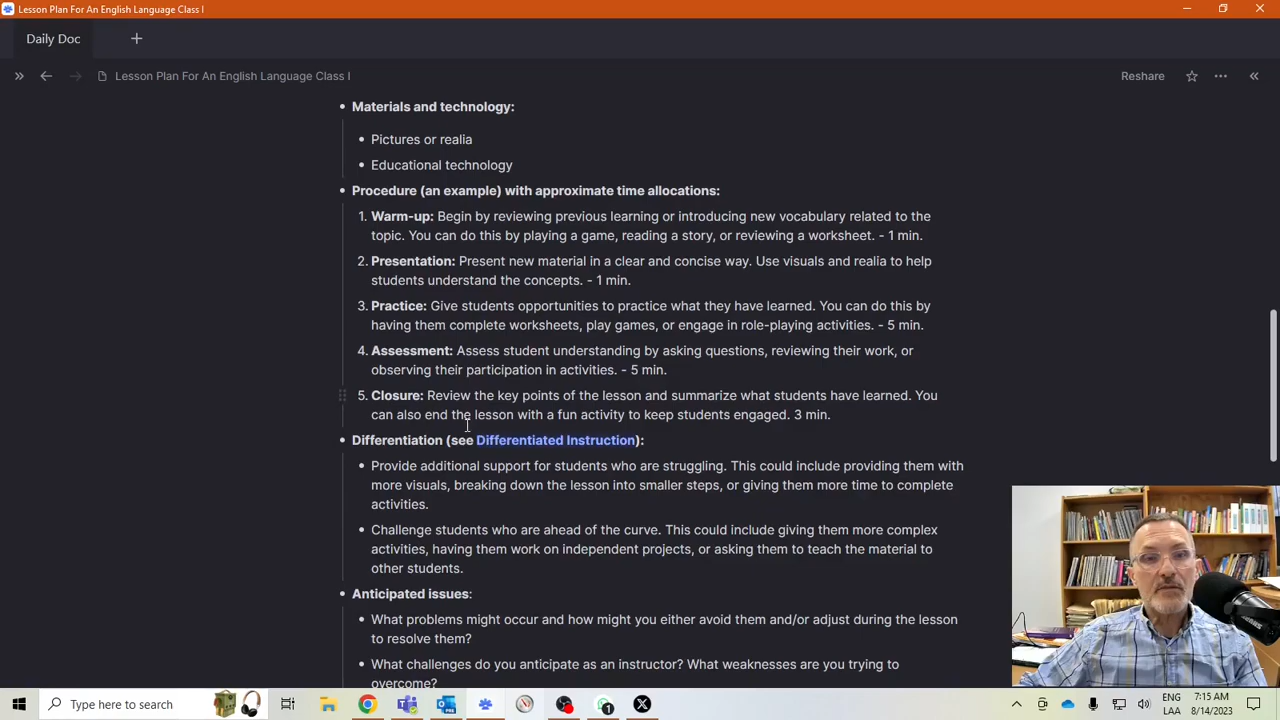 Lesson Plan For An English Language Class I
Daily Doc
Lesson Plan For An English Language Class I
Reshare
• Materials and technology:
• Pictures or realia
• Educational technology
• Procedure (an example) with approximate time allocations:
1. Warm-up: Begin by reviewing previous learning or introducing new vocabulary related to the
topic. You can do this by playing a game, reading a story, or reviewing a worksheet. - 1 min.
2. Presentation: Present new material in a clear and concise way. Use visuals and realia to help
students understand the concepts. - 1 min.
3. Practice: Give students opportunities to practice what they have learned. You can do this by
having them complete worksheets, play games, or engage in role-playing activities. - 5 min.
4. Assessment: Assess student understanding by asking questions, reviewing their work, or
observing their participation in activities. - 5 min.
5. Closure: Review the key points of the lesson and summarize what students have learned. You
can also end the lesson with a fun activity to keep students engaged. 3 min.
• Differentiation (see Differentiated Instruction):
• Provide additional support for students who are struggling. This could include providing them with
more visuals, breaking down the lesson into smaller steps, or giving them more time to complete
activities.
• Challenge students who are ahead of the curve. This could include giving them more complex
activities, having them work on independent projects, or asking them to teach the material to
other students.
• Anticipated issues:
• What problems might occur and how might you either avoid them and/or adjust during the lesson
to resolve them?
• What challenges do you anticipate as an instructor? What weaknesses are you trying to
overcome?
Type here to search
ENG
LAA
7:15 AM
8/14/2023